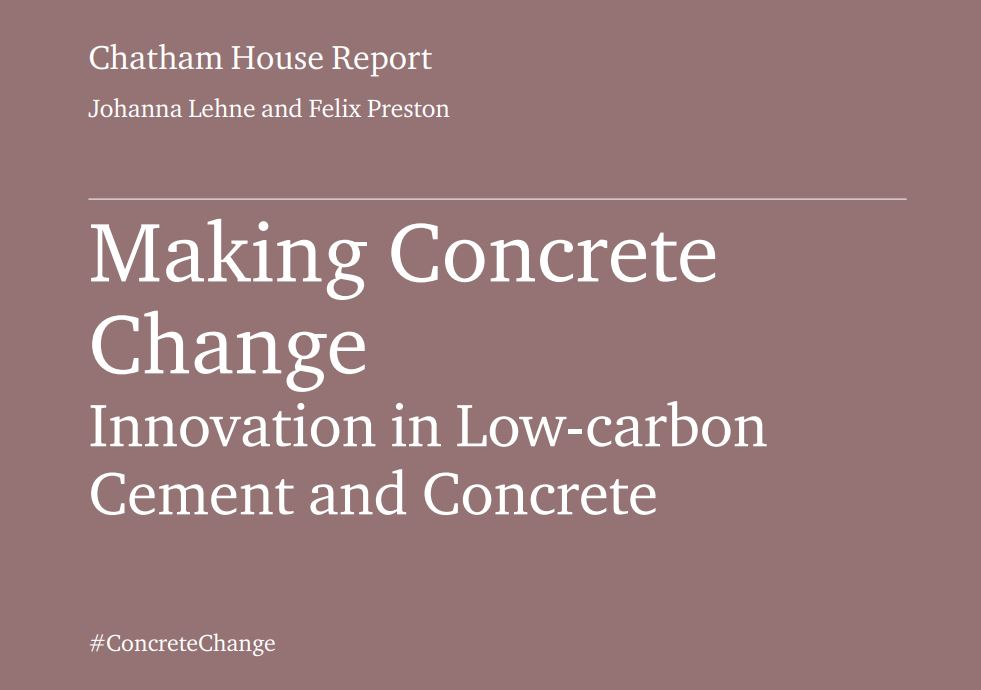 Chatham House Report
Johanna Lehne and Felix Preston
Making Concrete
Change
Innovation in Low-carbon
Cement and Concrete
#ConcreteChange